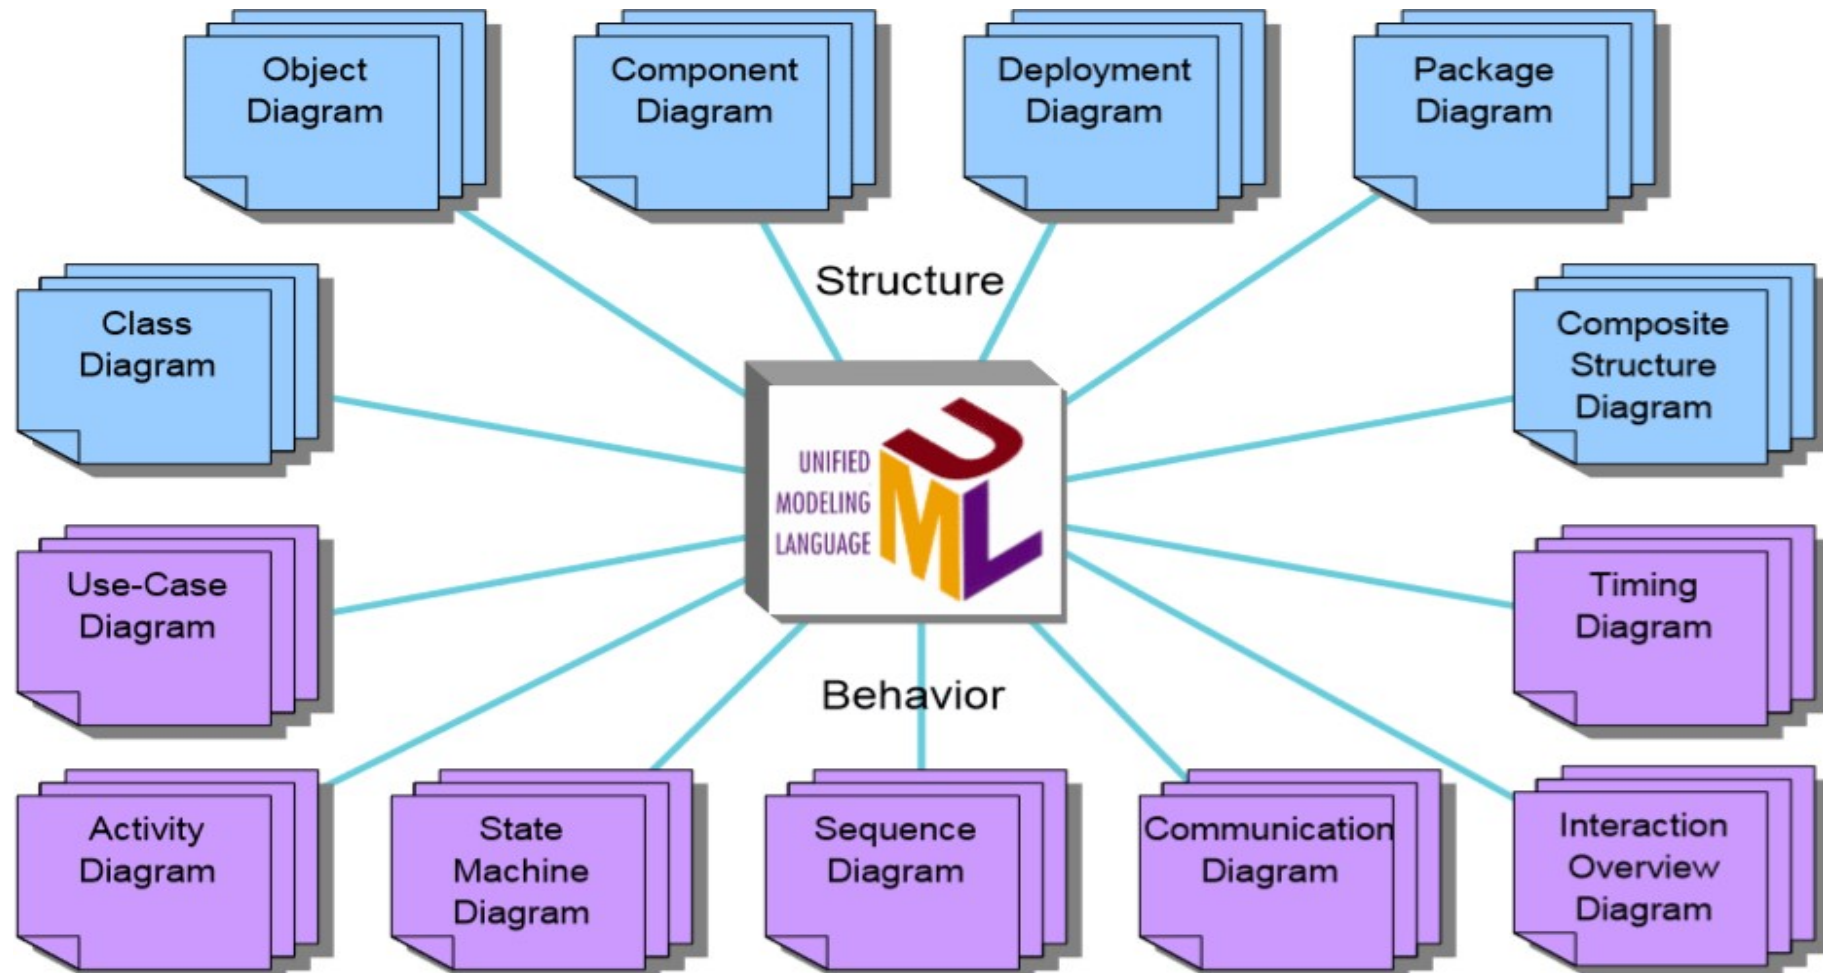 Object
Diagram
Component
Diagram
Deployment
Diagram
Package
Diagram
Structure
Class
Diagram
Composite
Structure
Diagram
UNIFIED
MODELING
LANGUAGE
UML
Use-Case
Diagram
Timing
Diagram
Behavior
Activity
Diagram
State
Machine
Diagram
Sequence
Diagram
Communication
Diagram
Interaction
Overview
Diagram